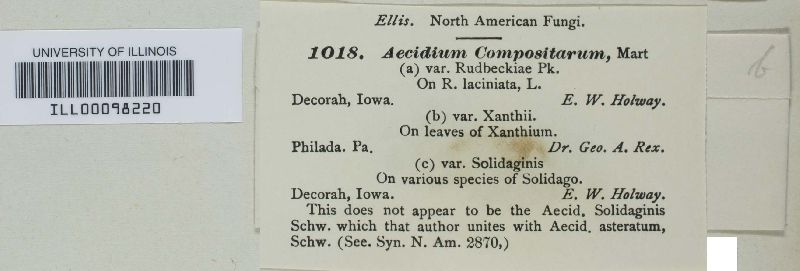 UNIVERSITY OF ILLINOIS
ILL00098220
Ellis. North American Fungi.
1018. Aecidium Compositarum, Mart
(a) var. Rudbeckiae Pk.
On R. laciniata, L.
Decorah, Iowa. E. W. Holway.
(b) var. Xanthii.
On leaves of Xanthium.
Philada. Pa. Dr. Geo. A. Rex.
(c) var. Solidaginis
On various species of Solidago.
Decorah, Iowa. E. W. Holway.
This does not appear to be the Aecid. Solidaginis
Schw. which that author unites with Aecid. asteratum,
Schw. (See. Syn. N. Am. 2870,)
b